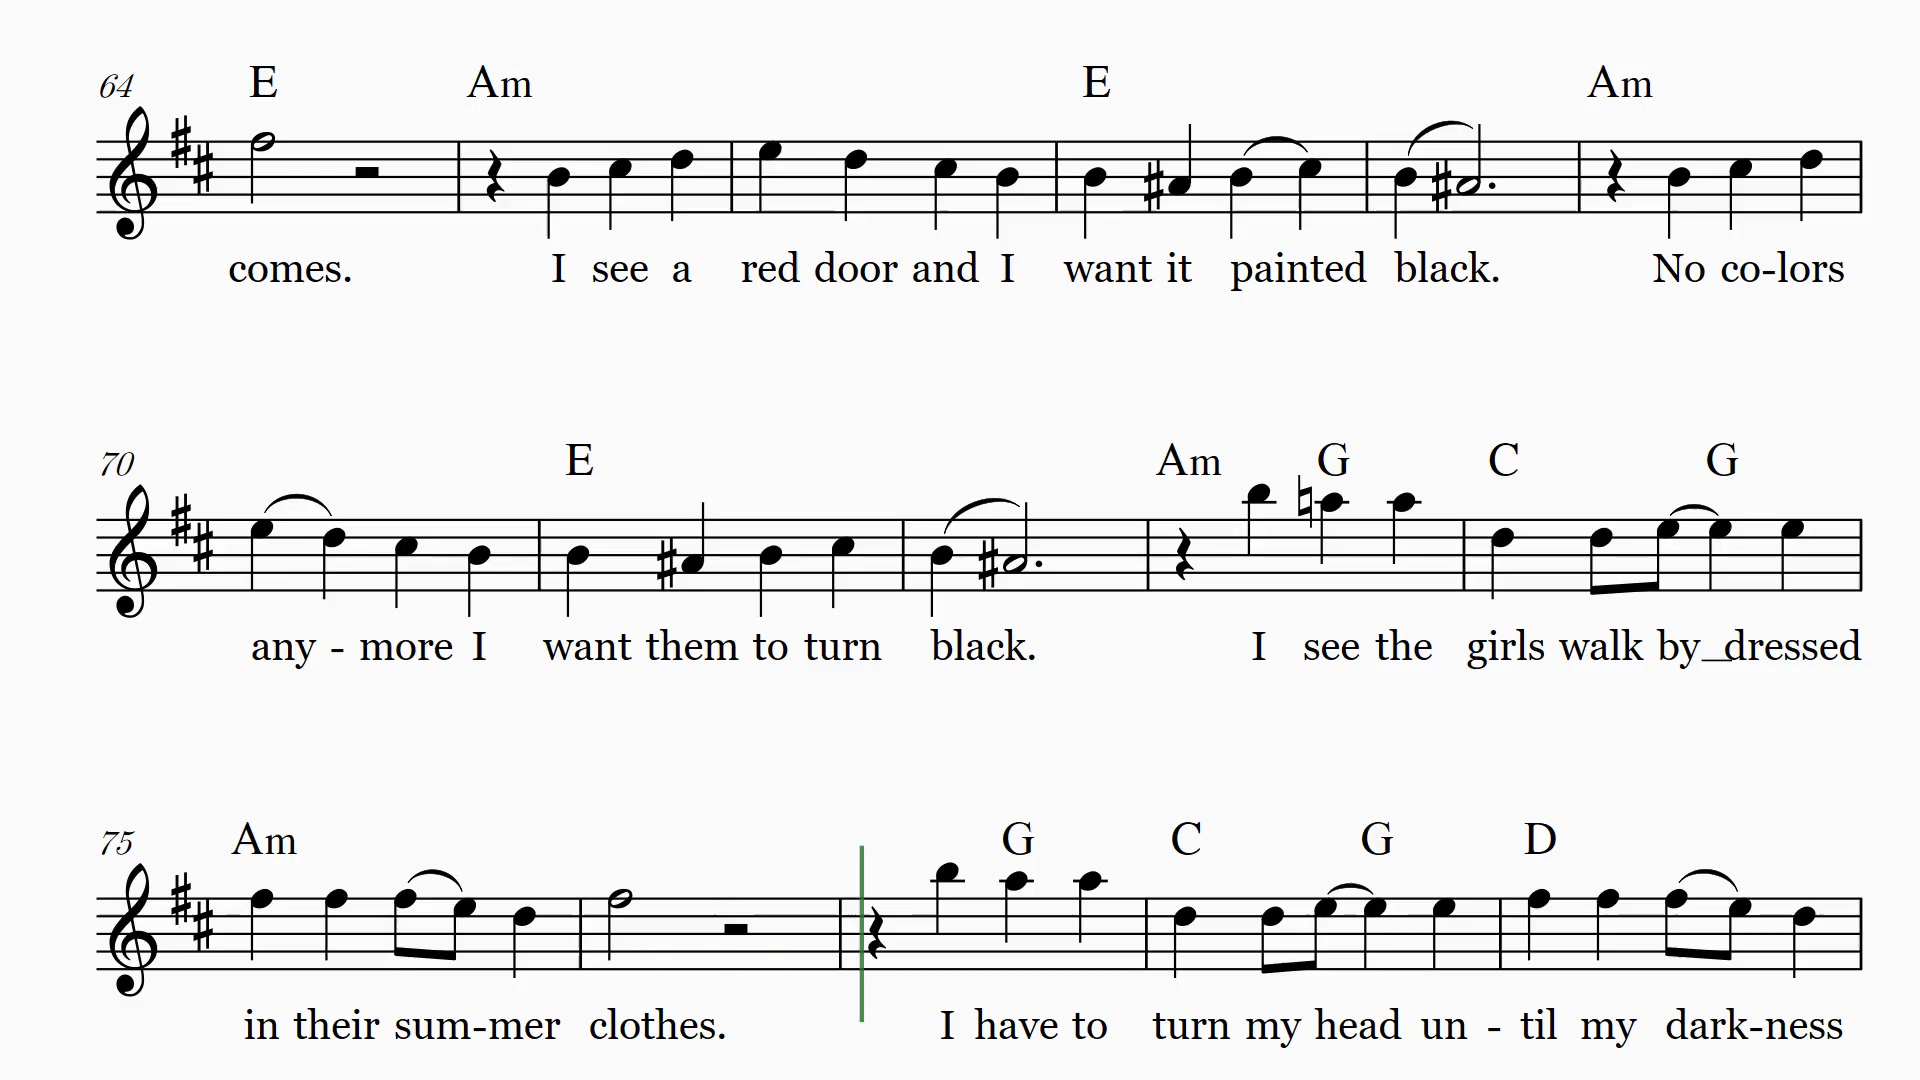 64 E Am E Am
comes. I see a red door and I want it painted black. No co-lors
70 E Am G C G
any - more I want them to turn black. I see the girls walk by_dressed
75 Am G C G D
in their sum-mer clothes. I have to turn my head un - til my dark-ness